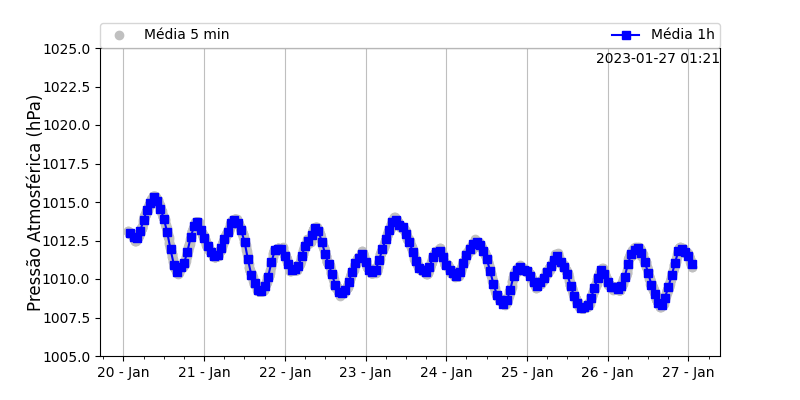 Média 5 min
Média 1h
2023-01-27 01:21
Pressão Atmosférica (hPa)
1025.0
1022.5
1020.0
1017.5
1015.0
1012.5
1010.0
1007.5
1005.0
20 - Jan
21 - Jan
22 - Jan
23 - Jan
24 - Jan
25 - Jan
26 - Jan
27 - Jan